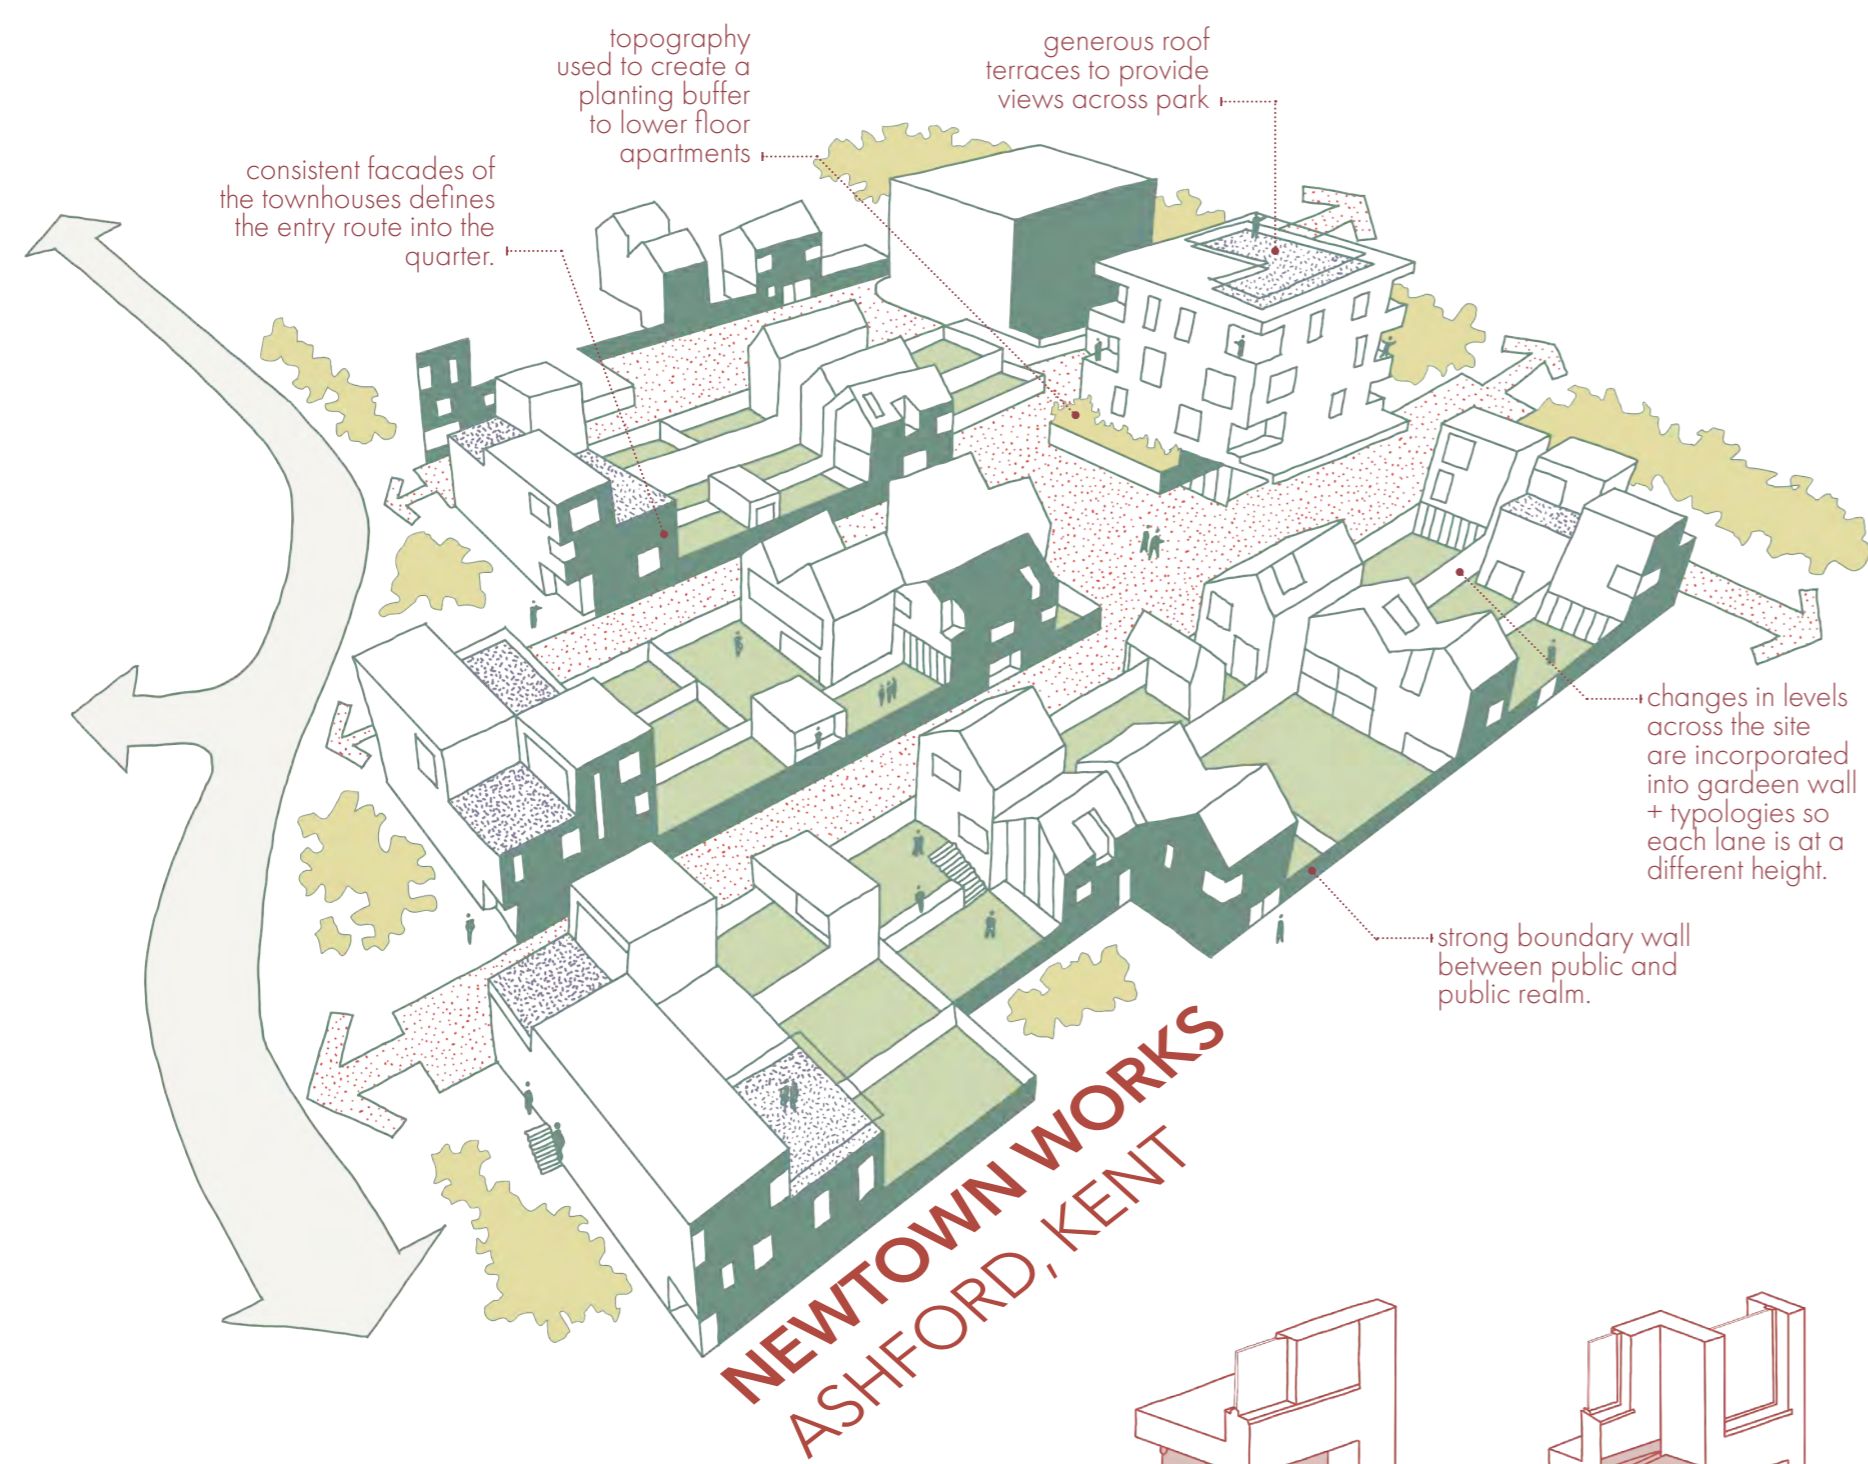 topography
used to create a
planting buffer
to lower floor
apartments
generous roof
terraces to provide
views across park
consistent facades of
the townhouses defines
the entry route into the
quarter.
changes in levels
across the site
are incorporated
into gardeen wall
+ typologies so
each lane is at a
different height.
strong boundary wall
between public and
public realm.
NEWTOWN WORKS
ASHFORD, KENT